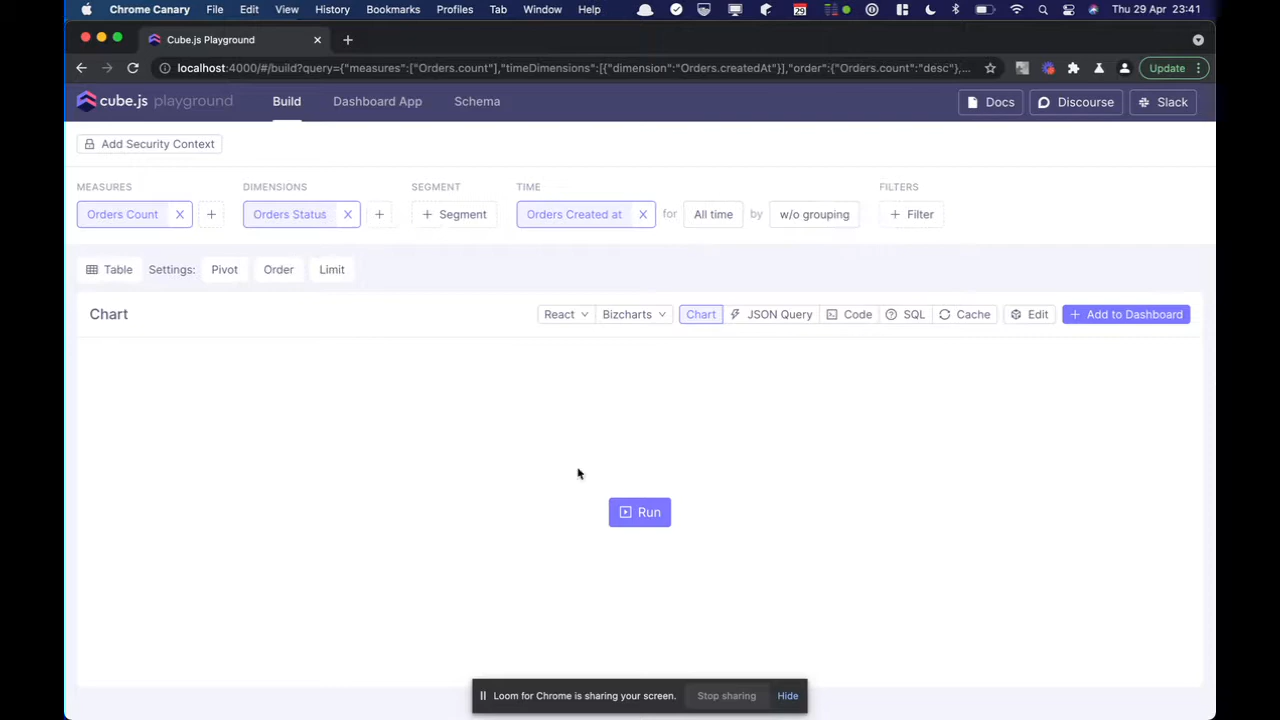 Chrome Canary File Edit View History Bookmarks Profiles Tab Window Help Thu 29 Apr 23:41
Cube.js Playground
localhost:4000/#/build?query={"measures":["Orders.count"],"timeDimensions":[{"dimension":"Orders.createdAt"}],"order":{"Orders.count":"desc"},... Update
cube.js playground Build Dashboard App Schema Docs Discourse Slack
Add Security Context
MEASURES DIMENSIONS SEGMENT TIME FILTERS
Orders Count X + Orders Status X + + Segment Orders Created at X for All time by w/o grouping + Filter
Table Settings: Pivot Order Limit
Chart React Bizcharts Chart JSON Query Code SQL Cache Edit + Add to Dashboard
Run
Loom for Chrome is sharing your screen. Stop sharing Hide